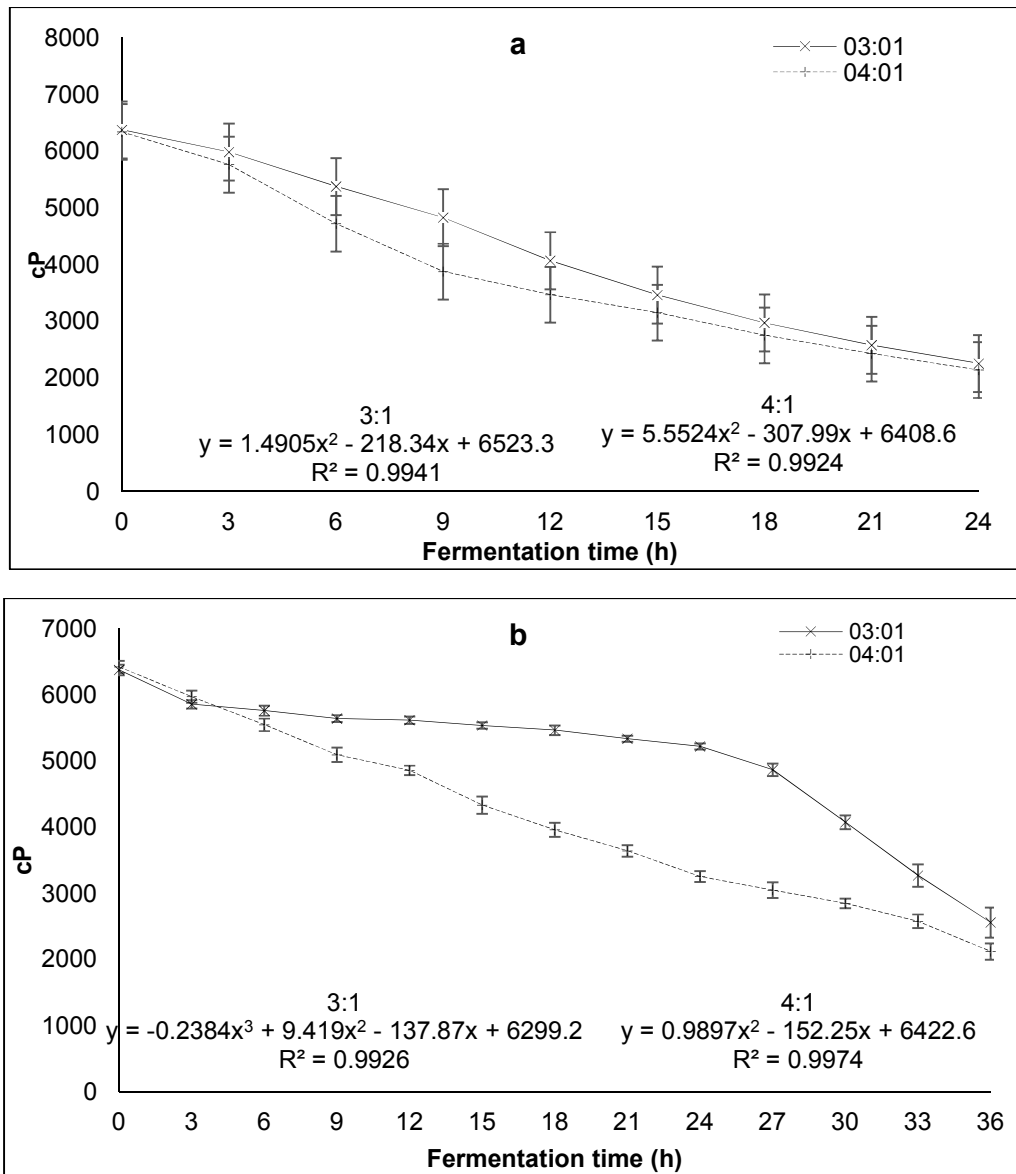 a
03:01
04:01
8000
7000
6000
5000
4000
3000
2000
1000
0
cP
3:1
y = 1.4905x² - 218.34x + 6523.3
R² = 0.9941
4:1
y = 5.5524x² - 307.99x + 6408.6
R² = 0.9924
0 3 6 9 12 15 18 21 24
Fermentation time (h)
b
03:01
04:01
7000
6000
5000
4000
3000
2000
1000
0
cP
3:1
y = -0.2384x³ + 9.419x² - 137.87x + 6299.2
R² = 0.9926
4:1
y = 0.9897x² - 152.25x + 6422.6
R² = 0.9974
0 3 6 9 12 15 18 21 24 27 30 33 36
Fermentation time (h)